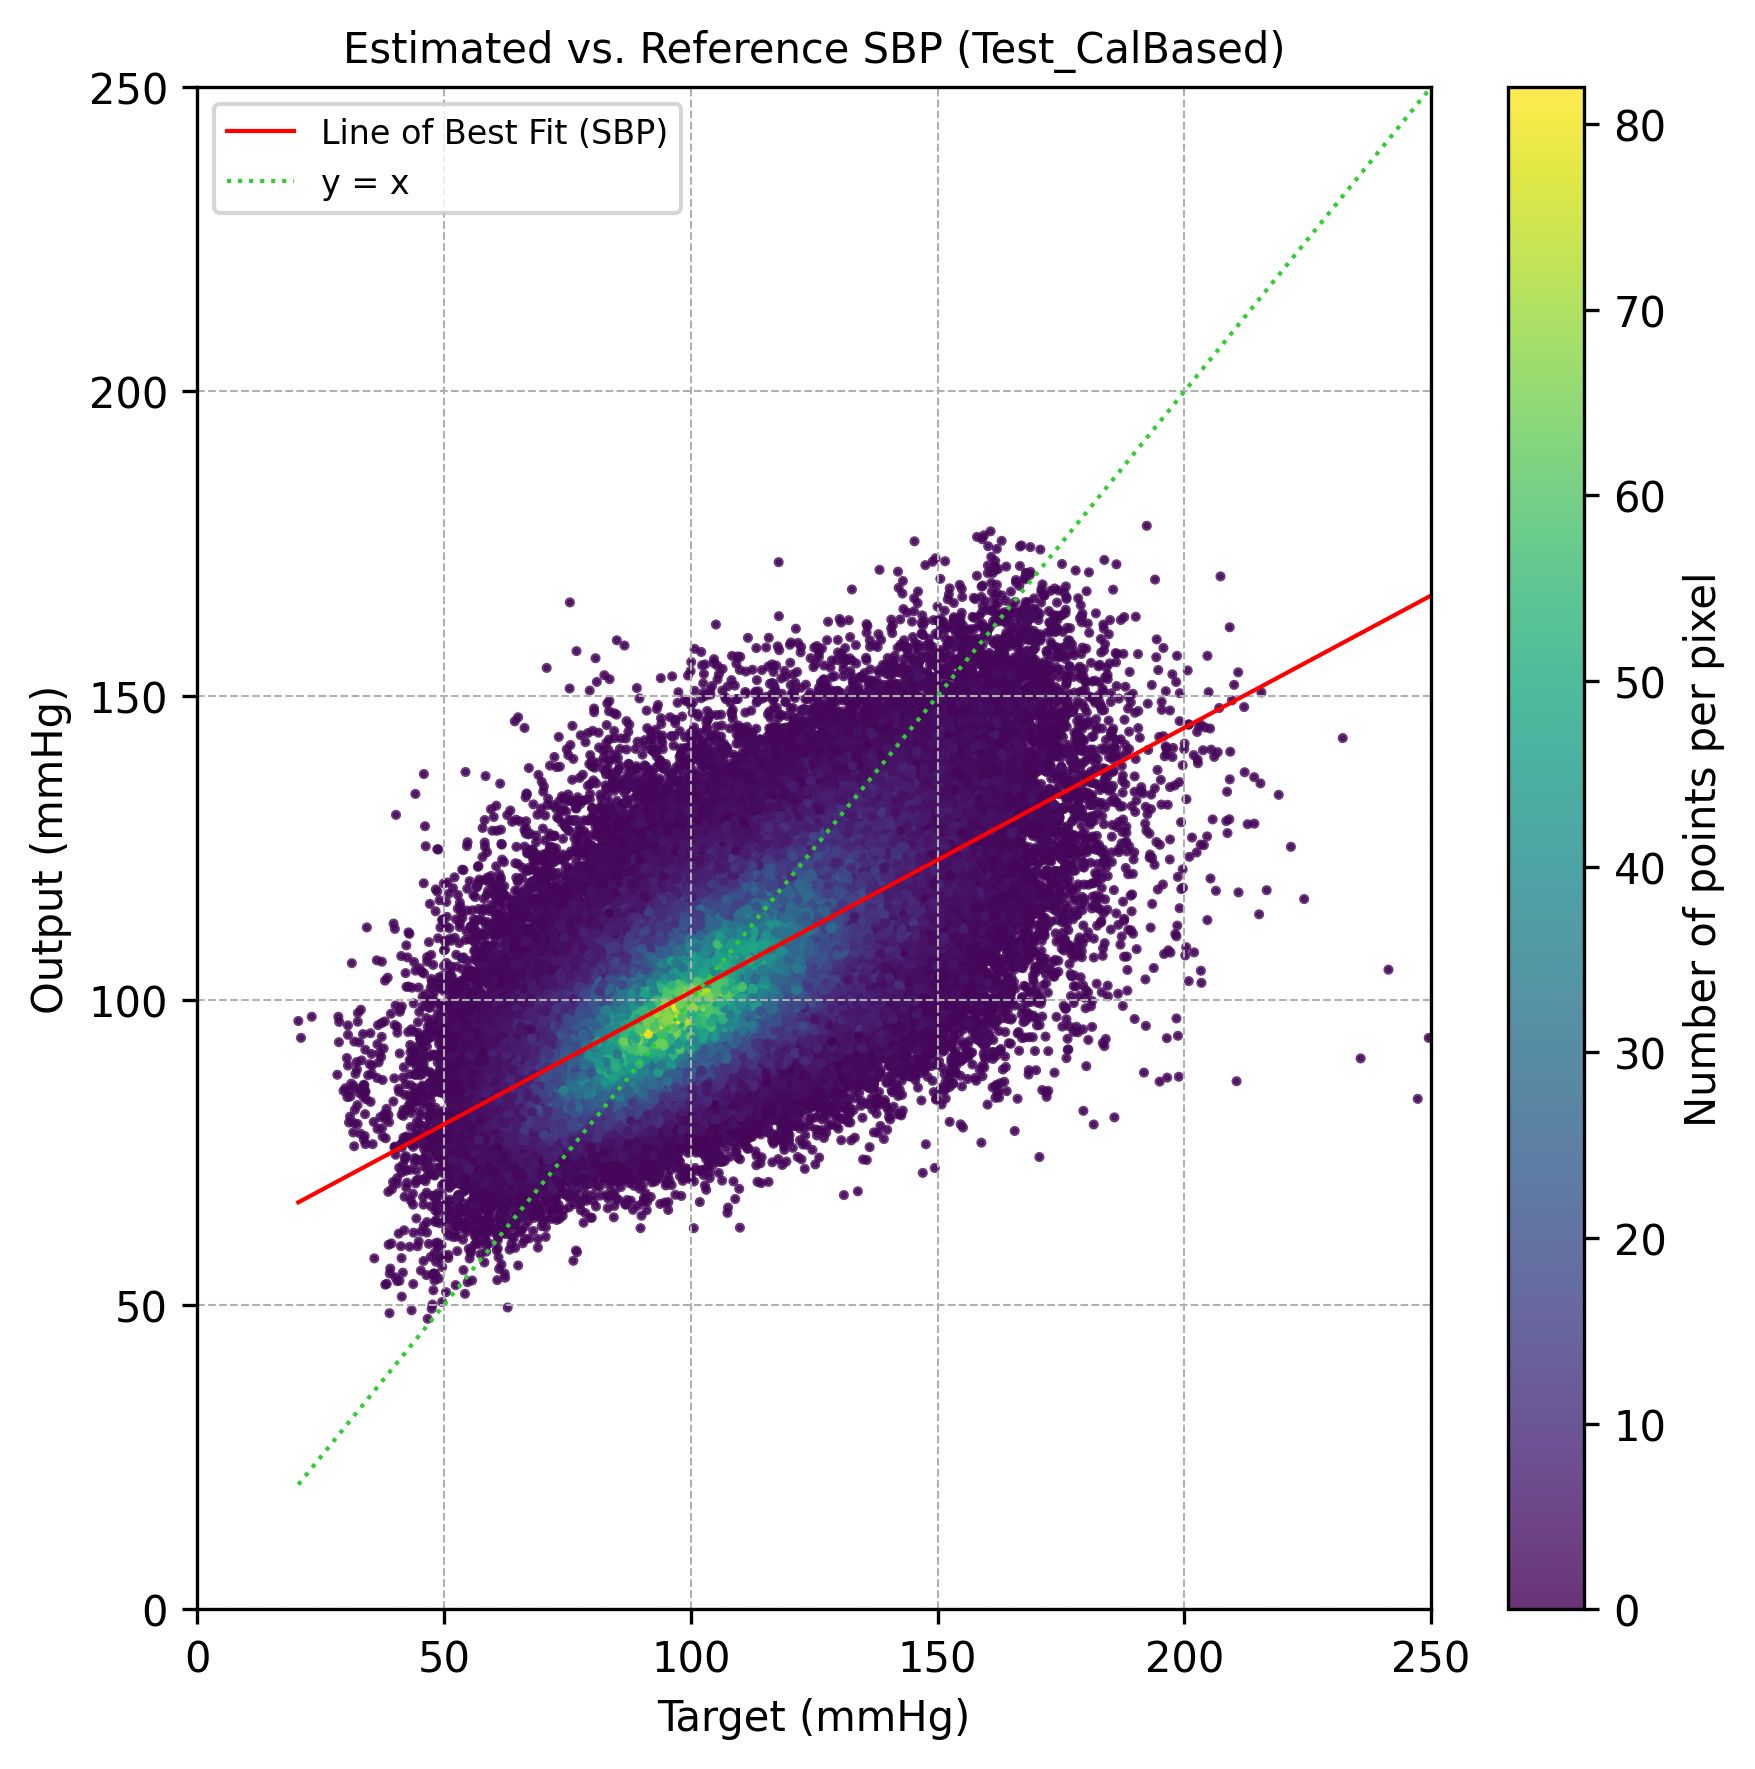 Estimated vs. Reference SBP (Test_CalBased)
Line of Best Fit (SBP)
y = x
250
200
150
100
50
0
Output (mmHg)
0 50 100 150 200 250
Target (mmHg)
80
70
60
50
40
30
20
10
0
Number of points per pixel